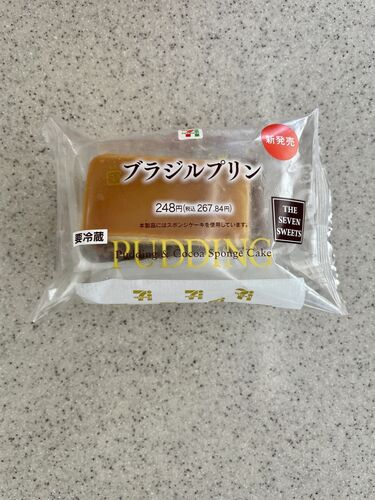 新発売
ブラジルプリン
248円(税込 267.84円)
本製品にはスポンジケーキを使用しています。
THE
SEVEN
SWEETS
要冷蔵
PUDDING
Pudding & Cocoa Sponge Cake